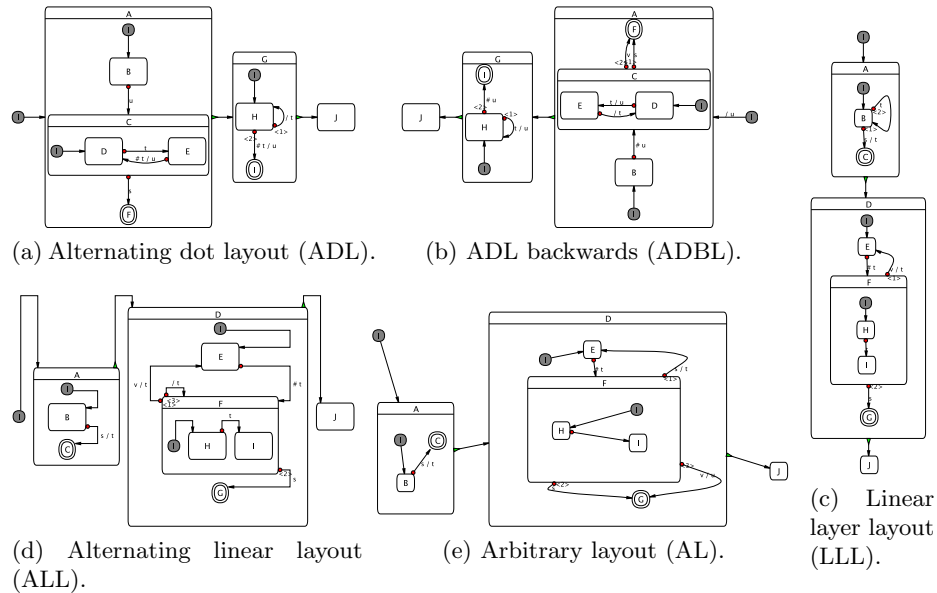 A
I
B
u
I
C
I
D
t
E
# t / u
s
F
G
I
H
/ t
<1>
<2>
# t / u
I
J
(a) Alternating dot layout (ADL).
A
F
<2>
<1>
v
s
C
E
t / u
D
I
/ t
# u
B
I
/ u
I
G
I
# u
<2>
<1>
H
t / u
I
J
(b) ADL backwards (ADBL).
I
A
I
B
t
<2>
<1>
s / t
C
D
I
E
# t
v / t
<1>
F
I
H
I
<2>
s
G
J
(c) Linear
layer layout
(LLL).
I
A
I
B
s / t
C
D
I
E
v / t
/ t
# t
<3>
<1>
F
I
H
t
I
<2>
s
G
J
(d) Alternating linear layout
(ALL).
I
A
I
C
B
s / t
D
E
I
# t
s / t
<1>
F
I
H
I
<2>
s
3>
v / u
G
J
(e) Arbitrary layout (AL).